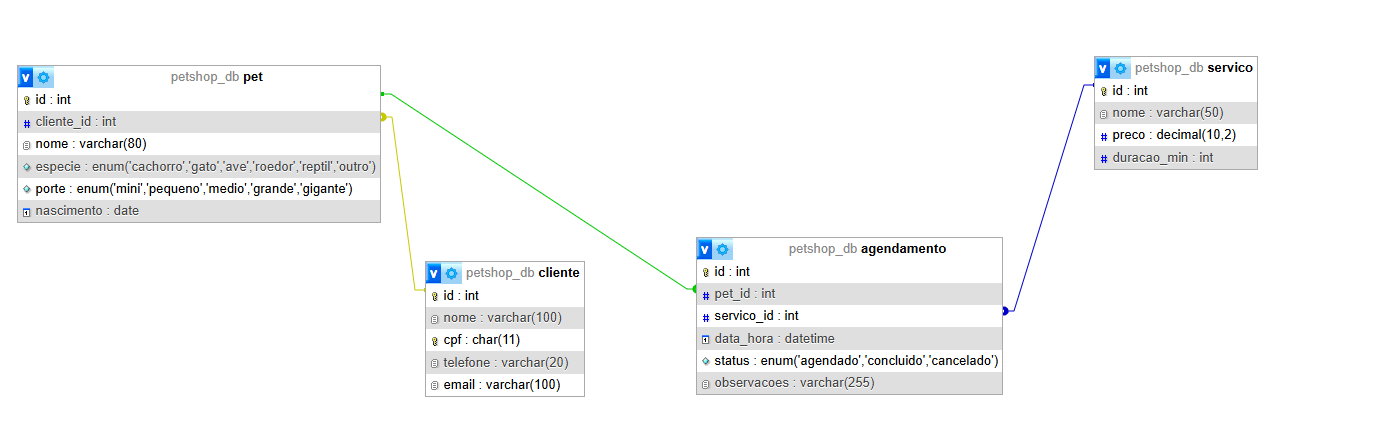 petshop_db pet
id : int
cliente_id : int
nome : varchar(80)
especie : enum('cachorro','gato','ave','roedor','reptil','outro')
porte : enum('mini','pequeno','medio','grande','gigante')
nascimento : date
petshop_db cliente
id : int
nome : varchar(100)
cpf : char(11)
telefone : varchar(20)
email : varchar(100)
petshop_db agendamento
id : int
pet_id : int
servico_id : int
data_hora : datetime
status : enum('agendado','concluido','cancelado')
observacoes : varchar(255)
petshop_db servico
id : int
nome : varchar(50)
preco : decimal(10,2)
duracao_min : int